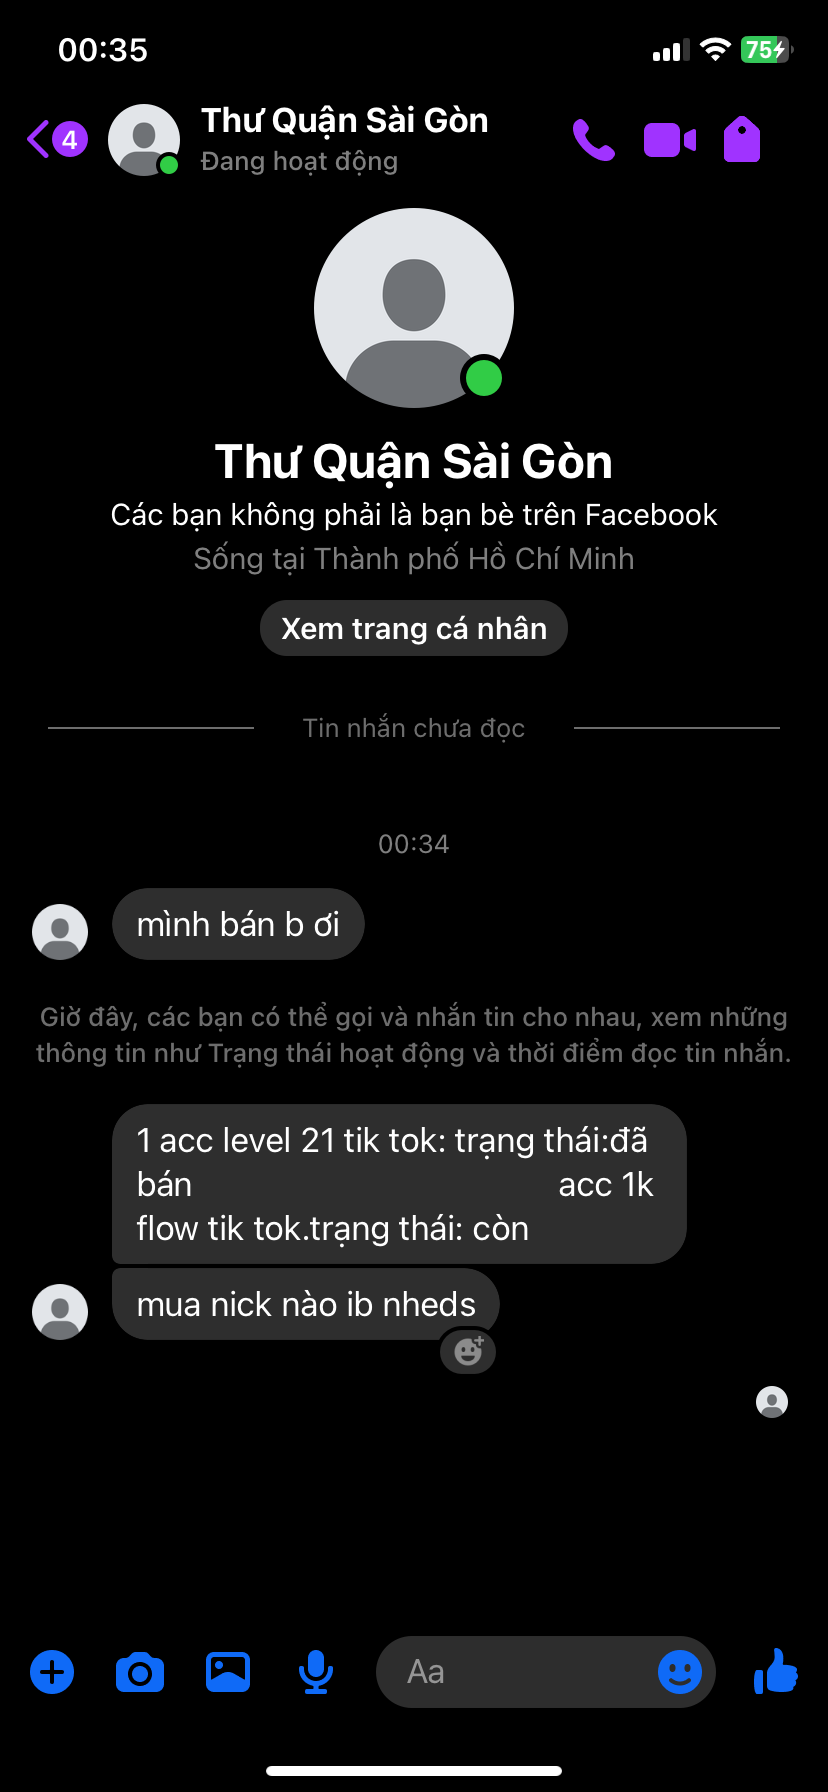 00:35
75
4
Thư Quận Sài Gòn
Đang hoạt động
Thư Quận Sài Gòn
Các bạn không phải là bạn bè trên Facebook
Sống tại Thành phố Hồ Chí Minh
Xem trang cá nhân
Tin nhắn chưa đọc
00:34
mình bán b ơi
Giờ đây, các bạn có thể gọi và nhắn tin cho nhau, xem những
thông tin như Trạng thái hoạt động và thời điểm đọc tin nhắn.
1 acc level 21 tik tok: trạng thái:đã
bán acc 1k
flow tik tok.trạng thái: còn
mua nick nào ib nheds
Aa